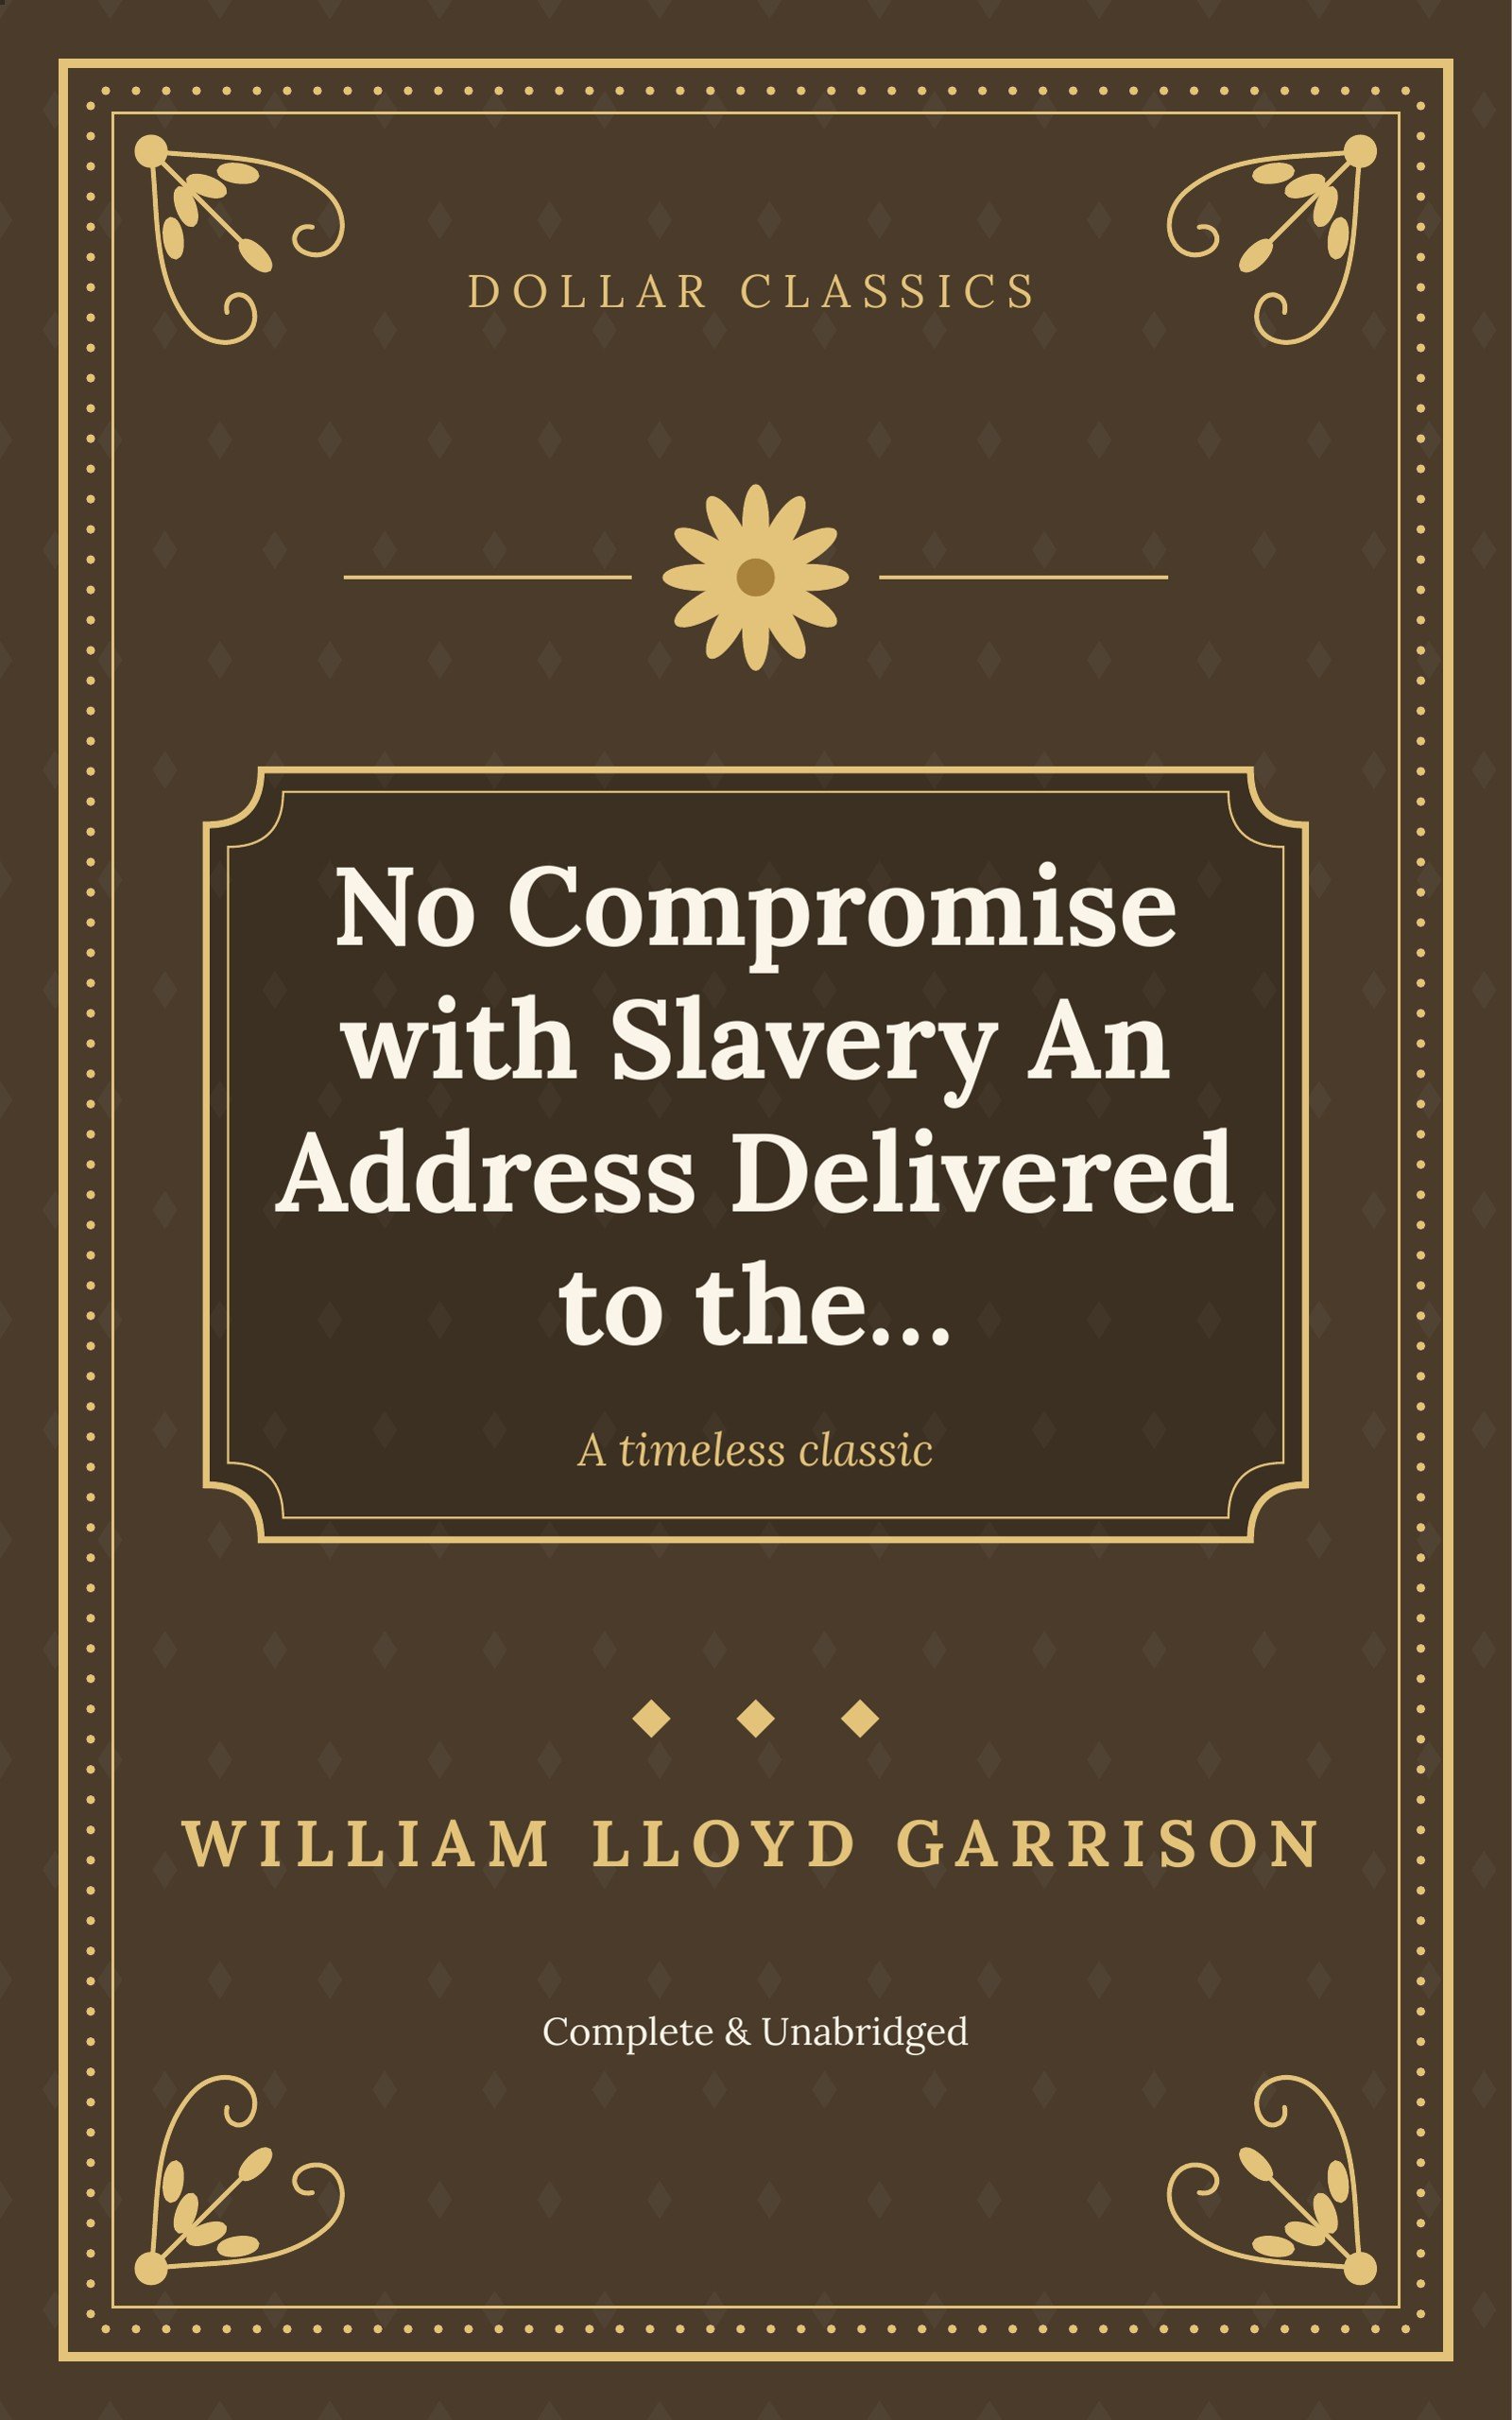 DOLLAR CLASSICS
No Compromise
with Slavery An
Address Delivered
to the...
A timeless classic
WILLIAM LLOYD GARRISON
Complete & Unabridged